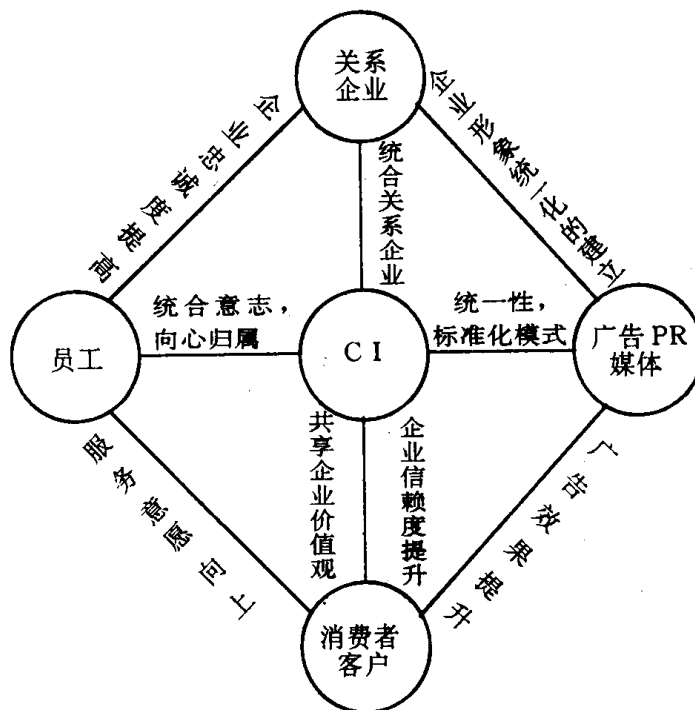 关系
企业
企业忠诚度提高
企业形象统一化的建立
统合关系企业
统合意志，
向心归属
统一性，
标准化模式
员工
CI
广告PR
媒体
共享企业价值观
企业信赖度提升
服务意愿向上
广告效果提升
消费者
客户